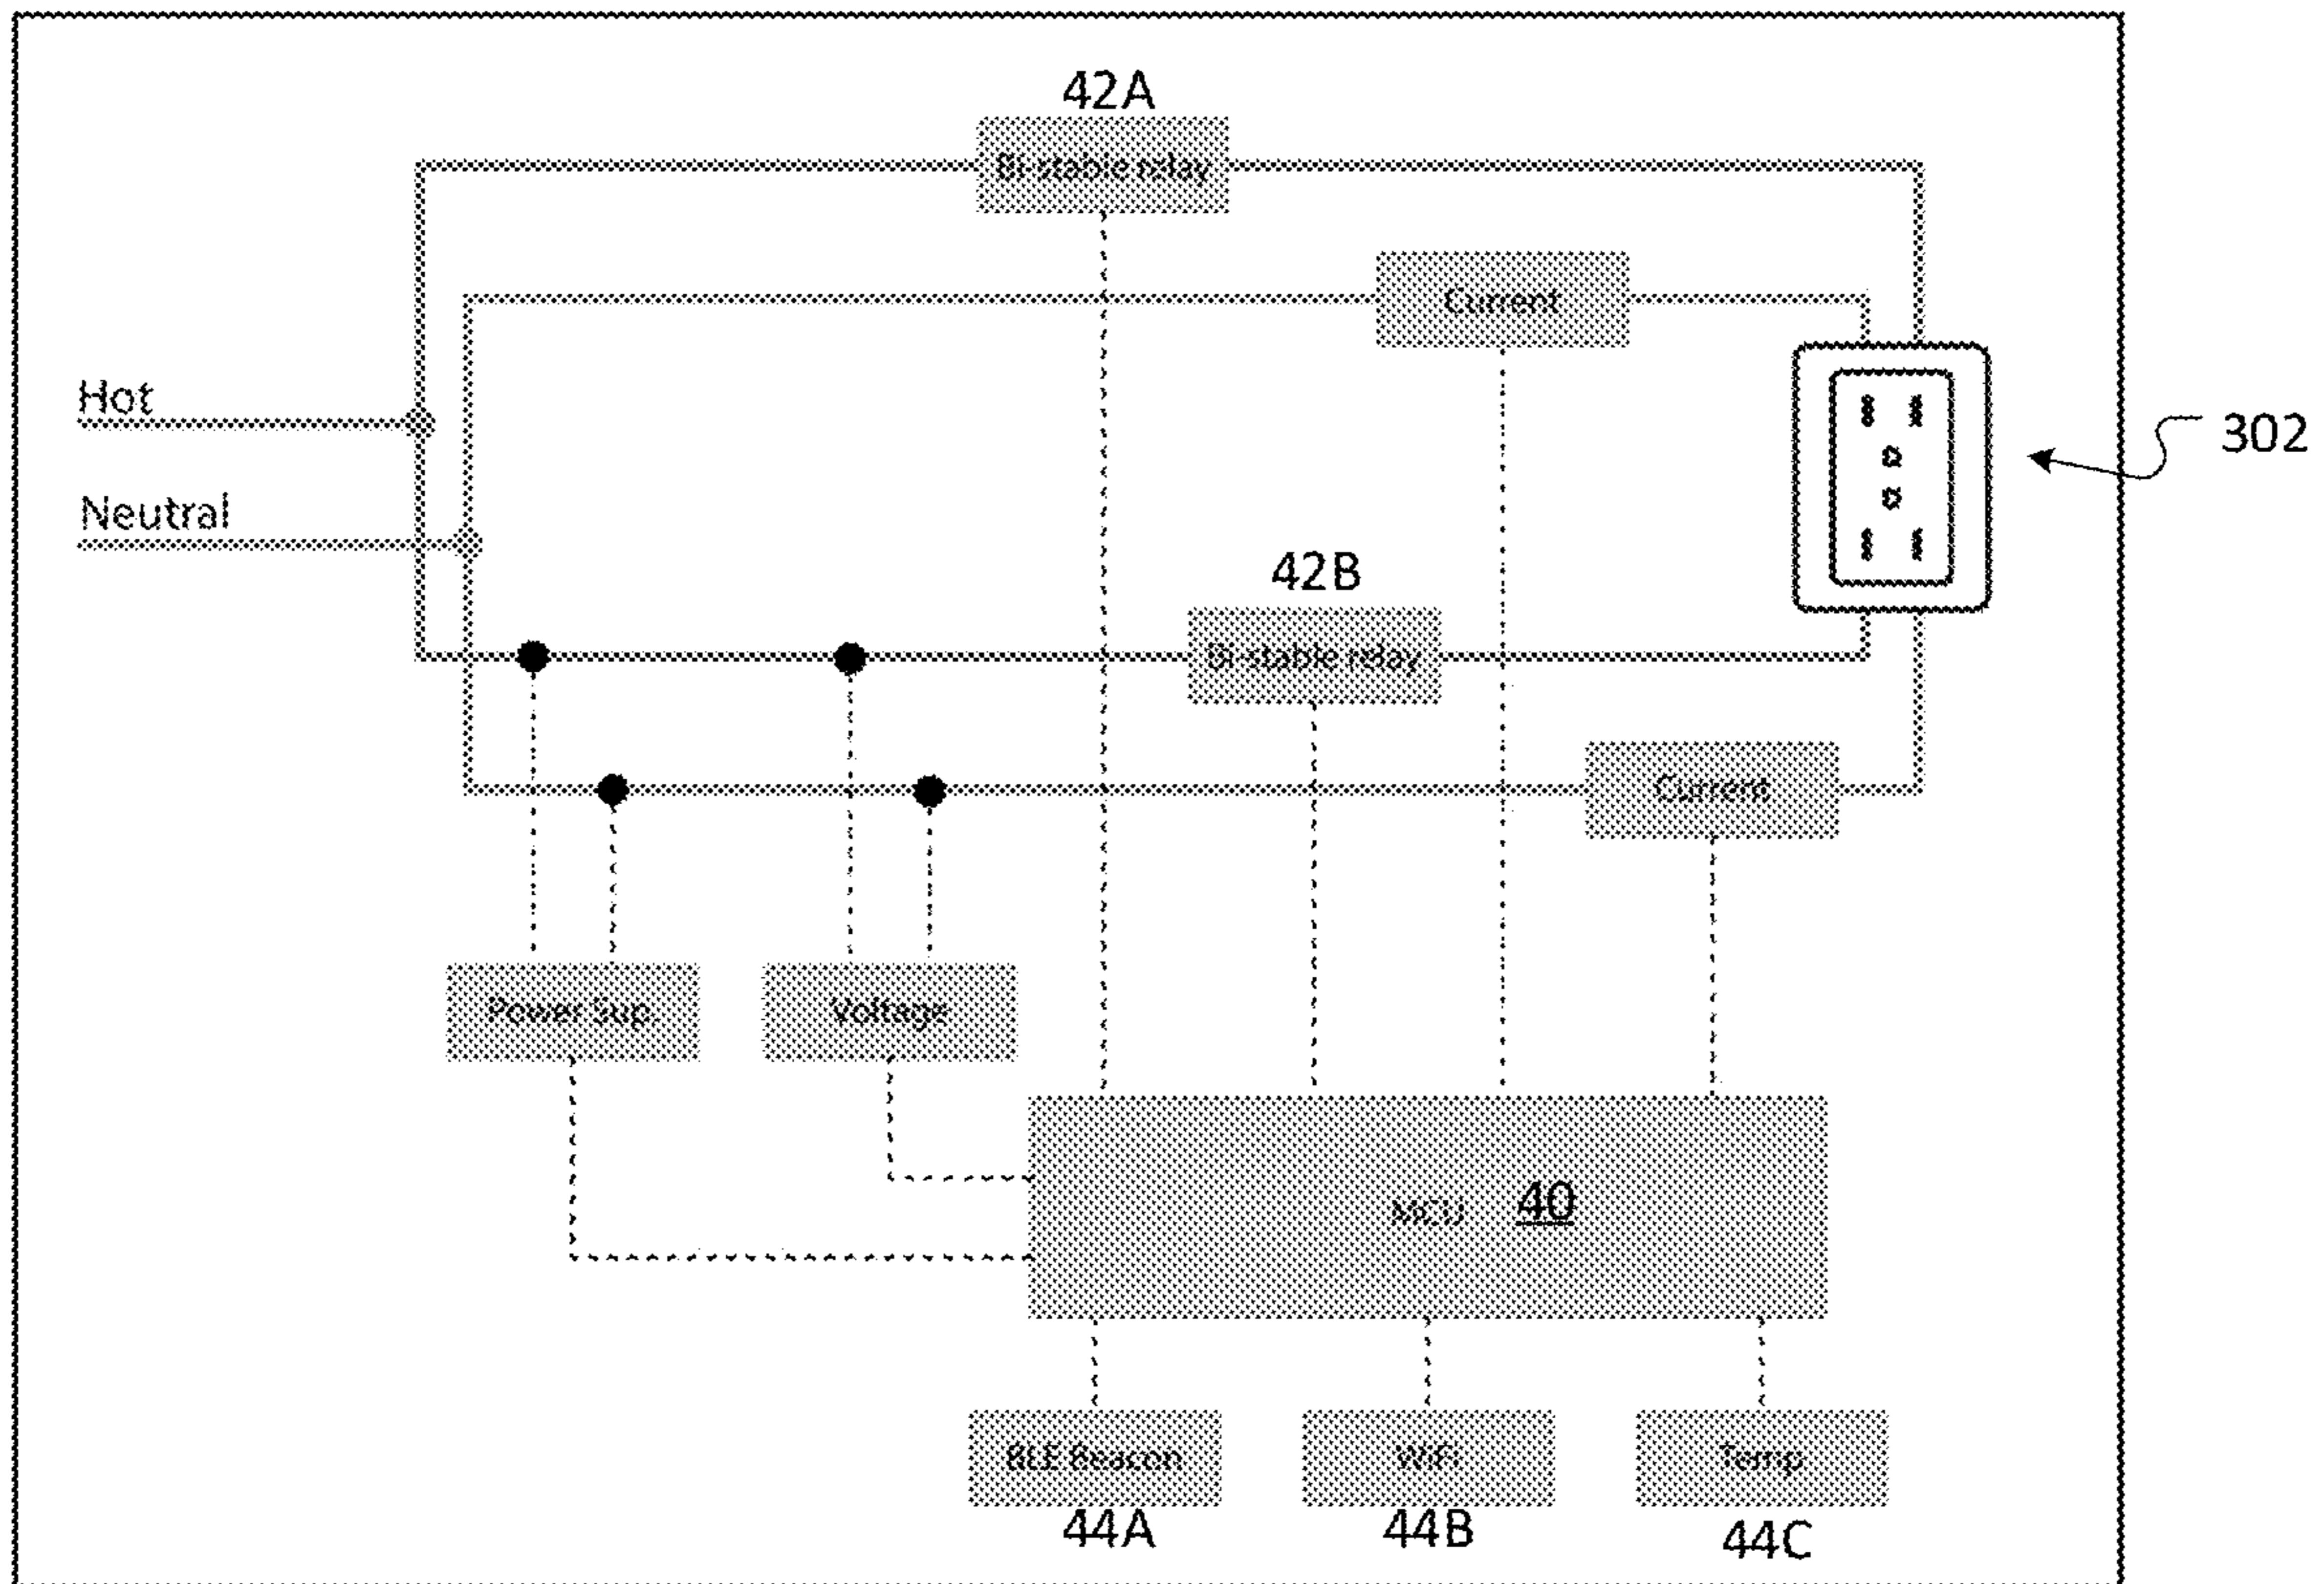 42A
Bi-stable relay
Current
Hot
302
Neutral
42B
Bi-stable relay
Current
Power Sup.
Voltage
MCU 40
BLE Beacon
WiFi
Temp
44A
44B
44C